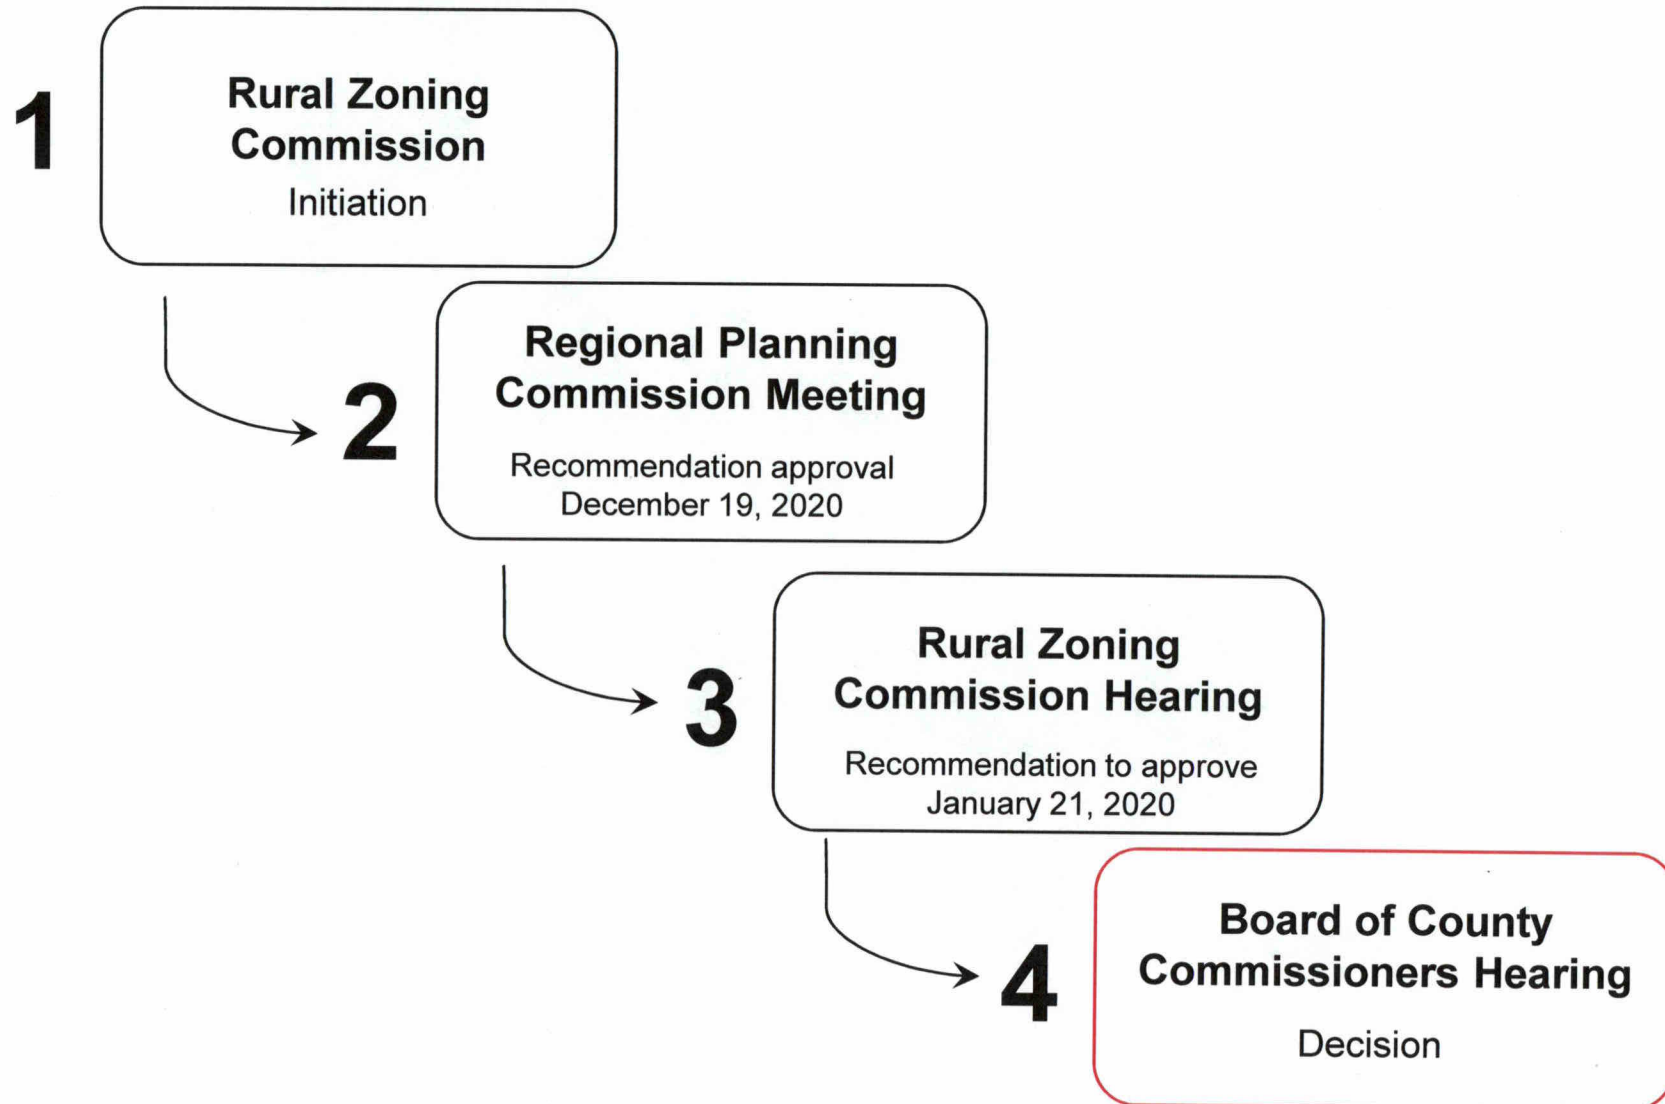 1
Rural Zoning
Commission
Initiation
2
Regional Planning
Commission Meeting
Recommendation approval
December 19, 2020
3
Rural Zoning
Commission Hearing
Recommendation to approve
January 21, 2020
4
Board of County
Commissioners Hearing
Decision